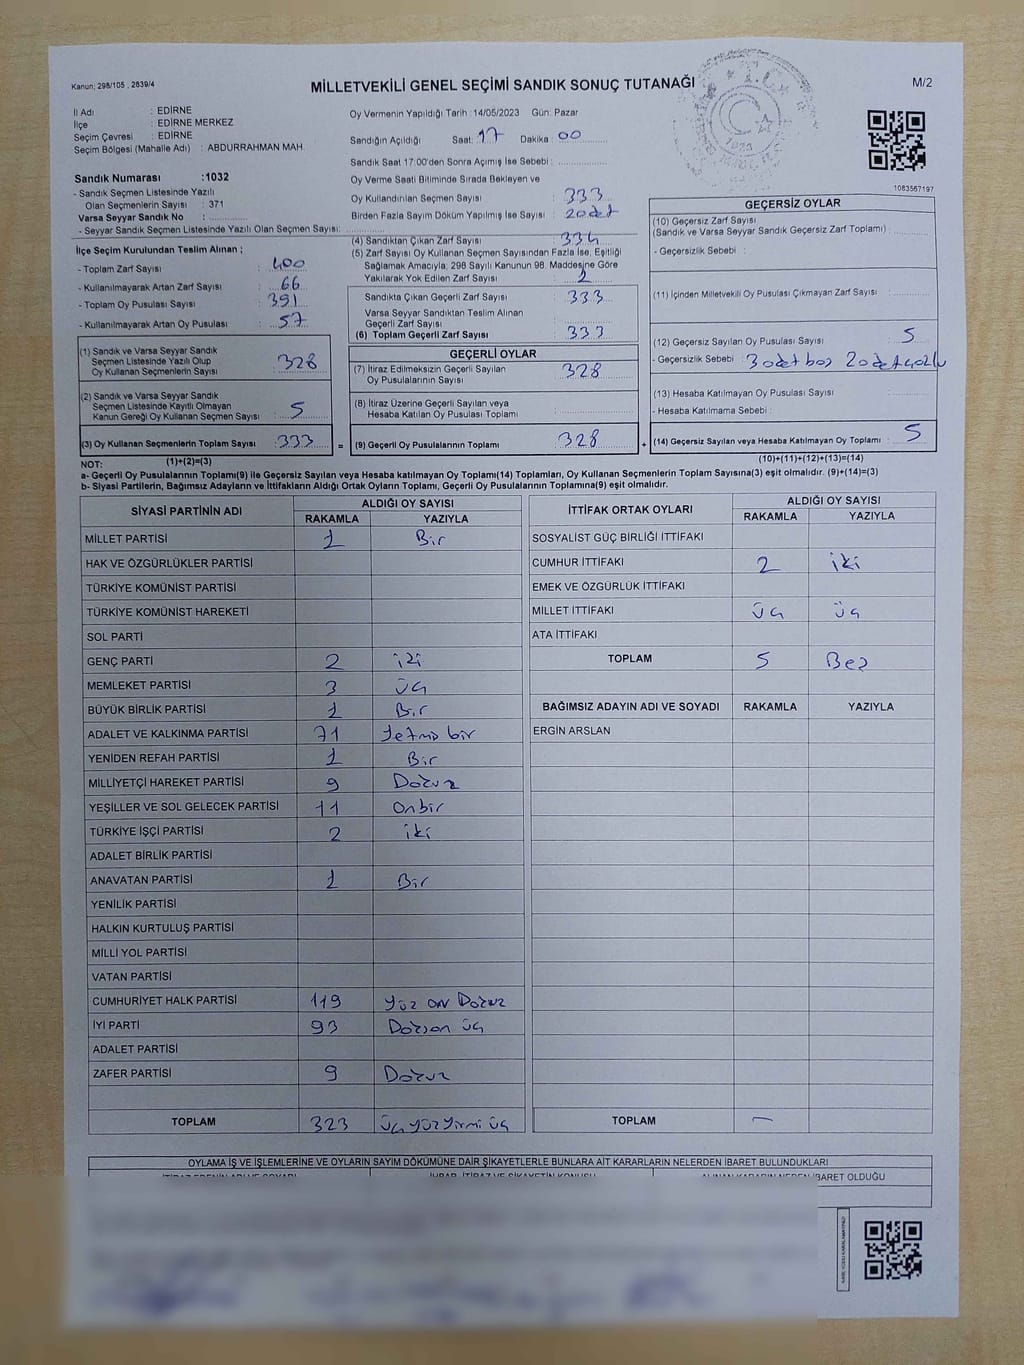 Kanun; 298/105 , 2839/4
MİLLETVEKİLİ GENEL SEÇİMİ SANDIK SONUÇ TUTANAĞI
M/2
İl Adı : EDİRNE
İlçe : EDİRNE MERKEZ
Seçim Çevresi : EDİRNE
Seçim Bölgesi (Mahalle Adı) : ABDURRAHMAN MAH.
Sandık Numarası :1032
- Sandık Seçmen Listesinde Yazılı
Olan Seçmenlerin Sayısı : 371
Varsa Seyyar Sandık No :
- Seyyar Sandık Seçmen Listesinde Yazılı Olan Seçmen Sayısı:
Oy Vermenin Yapıldığı Tarih : 14/05/2023 Gün: Pazar
Sandığın Açıldığı Saat: 17 Dakika : 00
Sandık Saat 17:00'den Sonra Açımış İse Sebebi :
Oy Verme Saati Bitiminde Sırada Bekleyen ve
Oy Kullandırılan Seçmen Sayısı : 333
Birden Fazla Sayım Döküm Yapılmış İse Sayısı : 2 adet
T.C.
1923
1083567197
İlçe Seçim Kurulundan Teslim Alınan ;
- Toplam Zarf Sayısı : 400
- Kullanılmayarak Artan Zarf Sayısı : 66
- Toplam Oy Pusulası Sayısı : 391
- Kullanılmayarak Artan Oy Pusulası : 57
(1) Sandık ve Varsa Seyyar Sandık
Seçmen Listesinde Yazılı Olup
Oy Kullanan Seçmenlerin Sayısı : 328
(2) Sandık ve Varsa Seyyar Sandık
Seçmen Listesinde Kayıtlı Olmayan
Kanun Gereği Oy Kullanan Seçmen Sayısı : 5
(3) Oy Kullanan Seçmenlerin Toplam Sayısı : 333
(4) Sandıktan Çıkan Zarf Sayısı : 334
(5) Zarf Sayısı Oy Kullanan Seçmen Sayısından Fazla İse, Eşitliği
Sağlamak Amacıyla, 298 Sayılı Kanunun 98. Maddesine Göre
Yakılarak Yok Edilen Zarf Sayısı : 1
Sandıkta Çıkan Geçerli Zarf Sayısı : 333
Varsa Seyyar Sandıktan Teslim Alınan
Geçerli Zarf Sayısı :
(6) Toplam Geçerli Zarf Sayısı : 333
GEÇERLİ OYLAR
(7) İtiraz Edilmeksizin Geçerli Sayılan
Oy Pusulalarının Sayısı : 328
(8) İtiraz Üzerine Geçerli Sayılan veya
Hesaba Katılan Oy Pusulası Toplamı :
= (9) Geçerli Oy Pusulalarının Toplamı : 328
GEÇERSİZ OYLAR
(10) Geçersiz Zarf Sayısı
(Sandık ve Varsa Seyyar Sandık Geçersiz Zarf Toplamı) :
- Geçersizlik Sebebi :
(11) İçinden Milletvekili Oy Pusulası Çıkmayan Zarf Sayısı :
(12) Geçersiz Sayılan Oy Pusulası Sayısı : 5
- Geçersizlik Sebebi : 3 adet boş 2 adet
(13) Hesaba Katılmayan Oy Pusulası Sayısı :
- Hesaba Katılmama Sebebi :
+ (14) Geçersiz Sayılan veya Hesaba Katılmayan Oy Toplamı : 5
NOT: (1)+(2)=(3)
(10)+(11)+(12)+(13)=(14)
a- Geçerli Oy Pusulalarının Toplamı(9) ile Geçersiz Sayılan veya Hesaba katılmayan Oy Toplamı(14) Toplamları, Oy Kullanan Seçmenlerin Toplam Sayısına(3) eşit olmalıdır. (9)+(14)=(3)
b- Siyasi Partilerin, Bağımsız Adayların ve İttifakların Aldığı Ortak Oyların Toplamı, Geçerli Oy Pusulalarının Toplamına(9) eşit olmalıdır.
SİYASİ PARTİNİN ADI ALDIĞI OY SAYISI
RAKAMLA YAZIYLA
MİLLET PARTİSİ 1 Bir
HAK VE ÖZGÜRLÜKLER PARTİSİ
TÜRKİYE KOMÜNİST PARTİSİ
TÜRKİYE KOMÜNİST HAREKETİ
SOL PARTİ
GENÇ PARTİ 2 iki
MEMLEKET PARTİSİ 3 üç
BÜYÜK BİRLİK PARTİSİ 1 Bir
ADALET VE KALKINMA PARTİSİ 71 Yetmiş bir
YENİDEN REFAH PARTİSİ 1 Bir
MİLLİYETÇİ HAREKET PARTİSİ 9 Dokuz
YEŞİLLER VE SOL GELECEK PARTİSİ 11 Onbir
TÜRKİYE İŞÇİ PARTİSİ 2 iki
ADALET BİRLİK PARTİSİ
ANAVATAN PARTİSİ 1 Bir
YENİLİK PARTİSİ
HALKIN KURTULUŞ PARTİSİ
MİLLİ YOL PARTİSİ
VATAN PARTİSİ
CUMHURİYET HALK PARTİSİ 119 Yüz on Dokuz
İYİ PARTİ 93 Doksan üç
ADALET PARTİSİ
ZAFER PARTİSİ 9 Dokuz
TOPLAM 323 üç yüz yirmi üç
İTTİFAK ORTAK OYLARI ALDIĞI OY SAYISI
RAKAMLA YAZIYLA
SOSYALİST GÜÇ BİRLİĞİ İTTİFAKI
CUMHUR İTTİFAKI 2 iki
EMEK VE ÖZGÜRLÜK İTTİFAKI
MİLLET İTTİFAKI üç üç
ATA İTTİFAKI
TOPLAM 5 Beş
BAĞIMSIZ ADAYIN ADI VE SOYADI RAKAMLA YAZIYLA
ERGİN ARSLAN
TOPLAM —
OYLAMA İŞ VE İŞLEMLERİNE VE OYLARIN SAYIM DÖKÜMÜNE DAİR ŞİKAYETLERLE BUNLARA AİT KARARLARIN NELERDEN İBARET BULUNDUKLARI
İBARET OLDUĞU